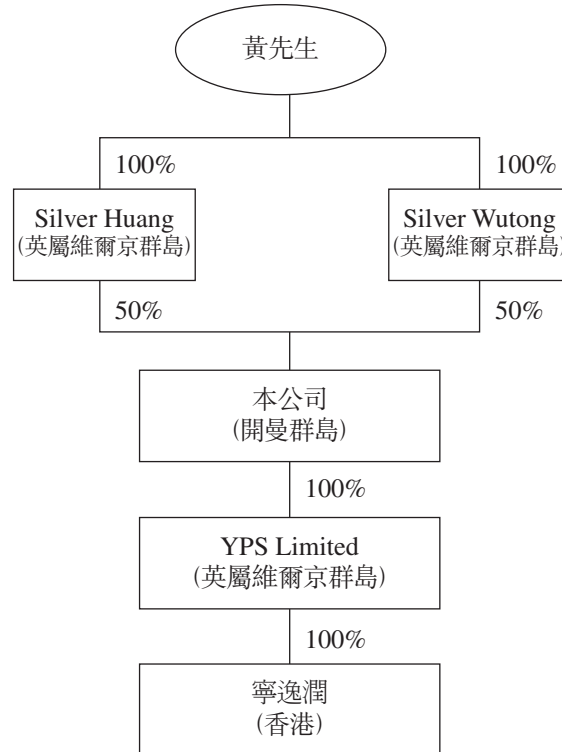 黃先生
100%
100%
Silver Huang
(英屬維爾京群島)
Silver Wutong
(英屬維爾京群島)
50%
50%
本公司
(開曼群島)
100%
YPS Limited
(英屬維爾京群島)
100%
寧逸潤
(香港)